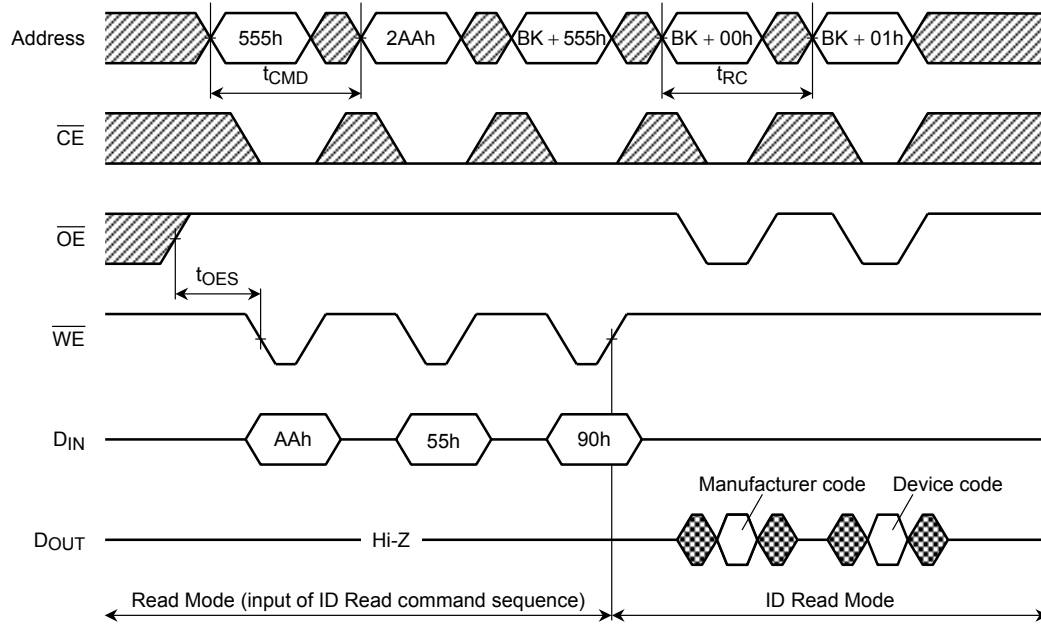 Address 555h 2AAh BK + 555h BK + 00h BK + 01h
tCMD tRC
CE
OE
tOES
WE
DIN AAh 55h 90h
Manufacturer code Device code
DOUT Hi-Z
Read Mode (input of ID Read command sequence) ID Read Mode